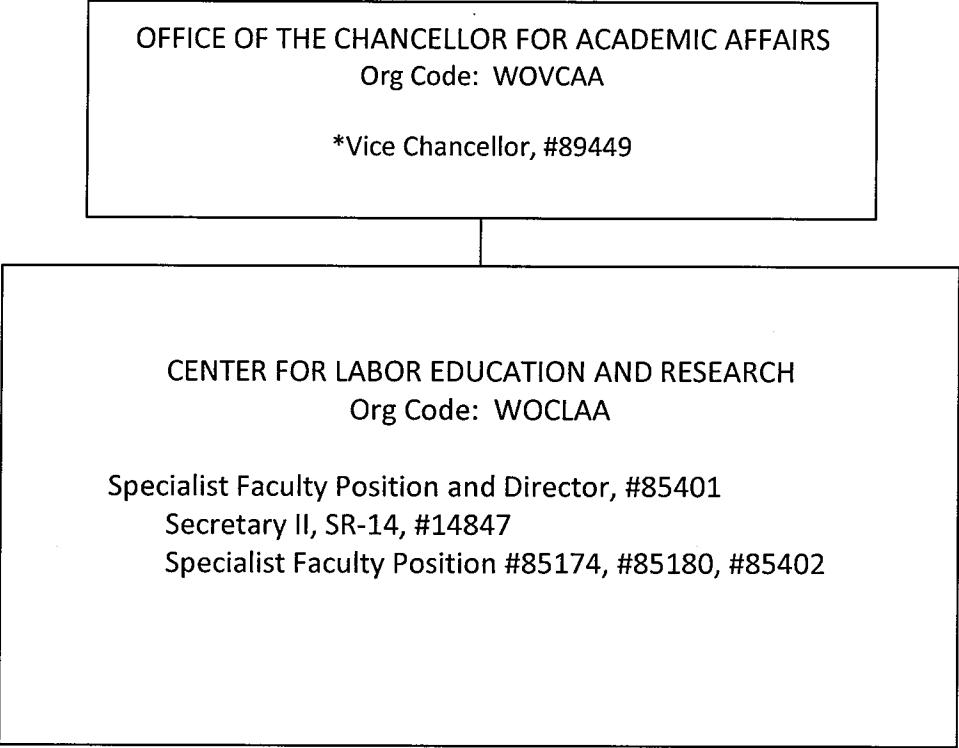 OFFICE OF THE CHANCELLOR FOR ACADEMIC AFFAIRS
Org Code: WOVCAA
*Vice Chancellor, #89449
CENTER FOR LABOR EDUCATION AND RESEARCH
Org Code: WOCLAA
Specialist Faculty Position and Director, #85401
Secretary II, SR-14, #14847
Specialist Faculty Position #85174, #85180, #85402